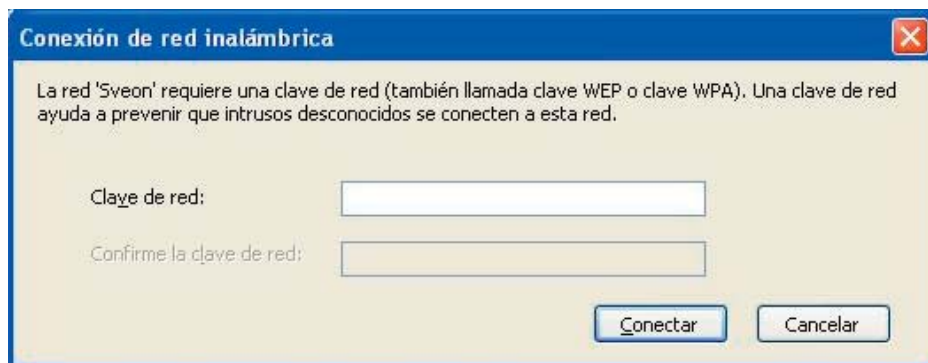 Conexión de red inalámbrica
La red 'Sveon' requiere una clave de red (también llamada clave WEP o clave WPA). Una clave de red
ayuda a prevenir que intrusos desconocidos se conecten a esta red.
Clave de red:
Confirme la clave de red:
Conectar
Cancelar